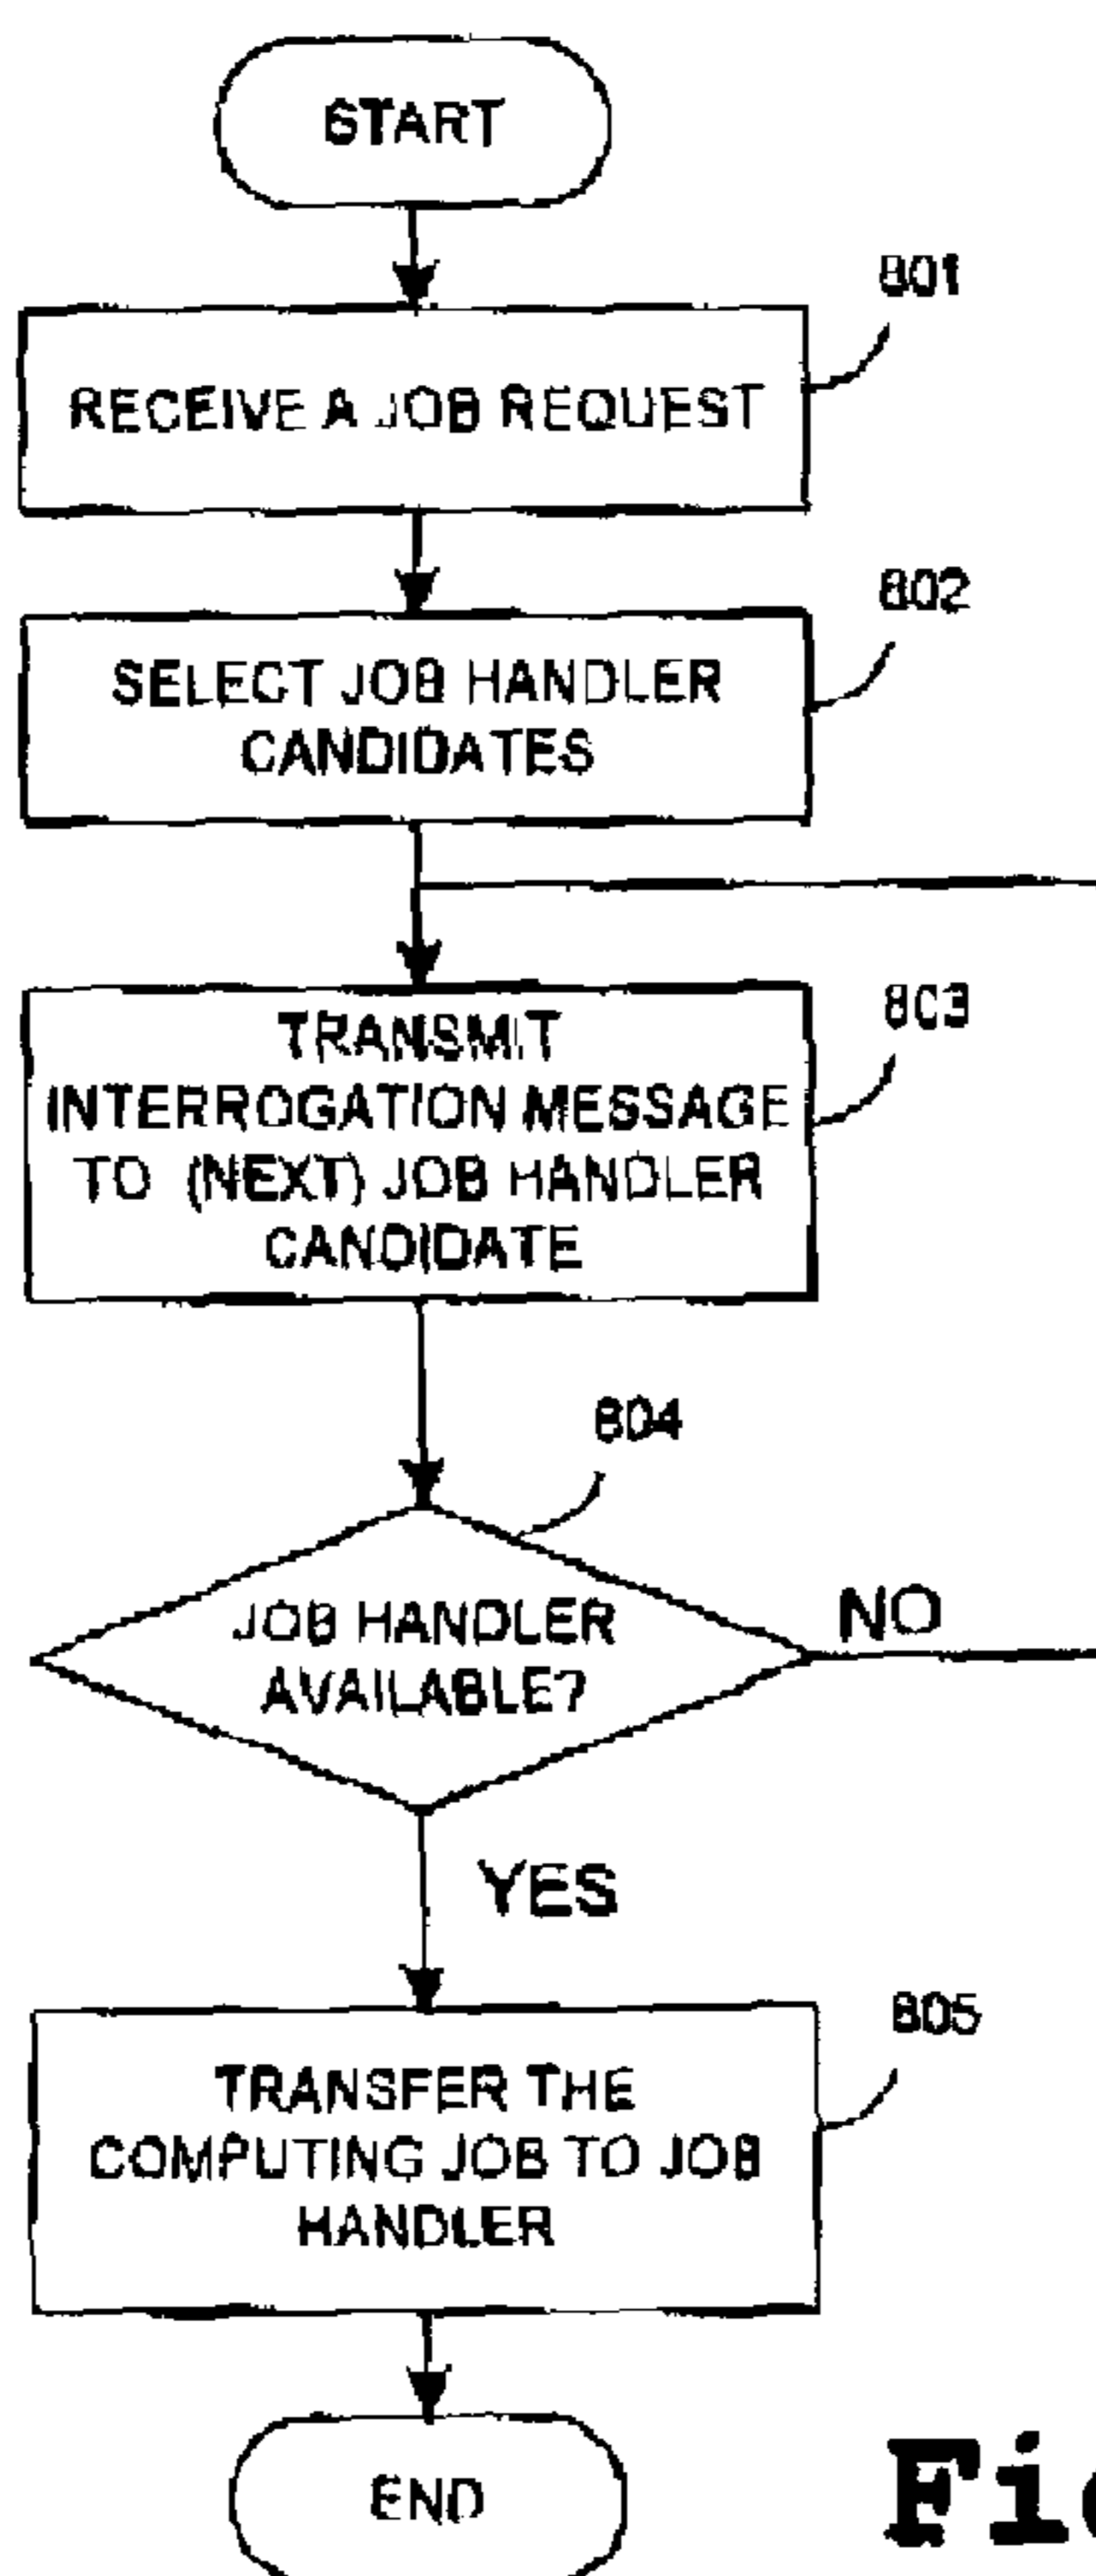 START
801
RECEIVE A JOB REQUEST
802
SELECT JOB HANDLER
CANDIDATES
803
TRANSMIT
INTERROGATION MESSAGE
TO (NEXT) JOB HANDLER
CANDIDATE
804
JOB HANDLER
AVAILABLE?
NO
YES
805
TRANSFER THE
COMPUTING JOB TO JOB
HANDLER
END